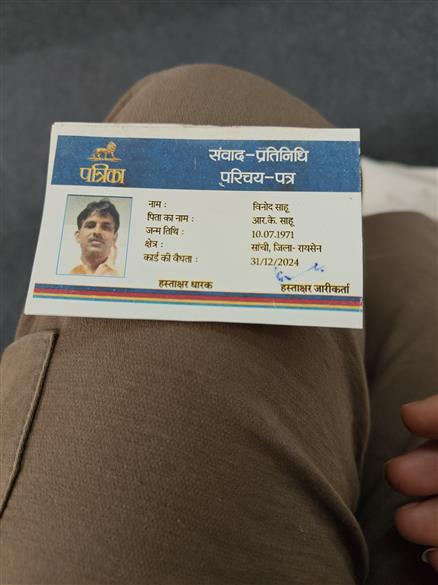 पत्रिका
संवाद-प्रतिनिधि
परिचय-पत्र
नाम : विनोद साहू
पिता का नाम : आर.के. साहू
जन्म तिथि : 10.07.1971
क्षेत्र : सांची, जिला- रायसेन
कार्ड की वैधता : 31/12/2024
हस्ताक्षर धारक हस्ताक्षर जारीकर्ता